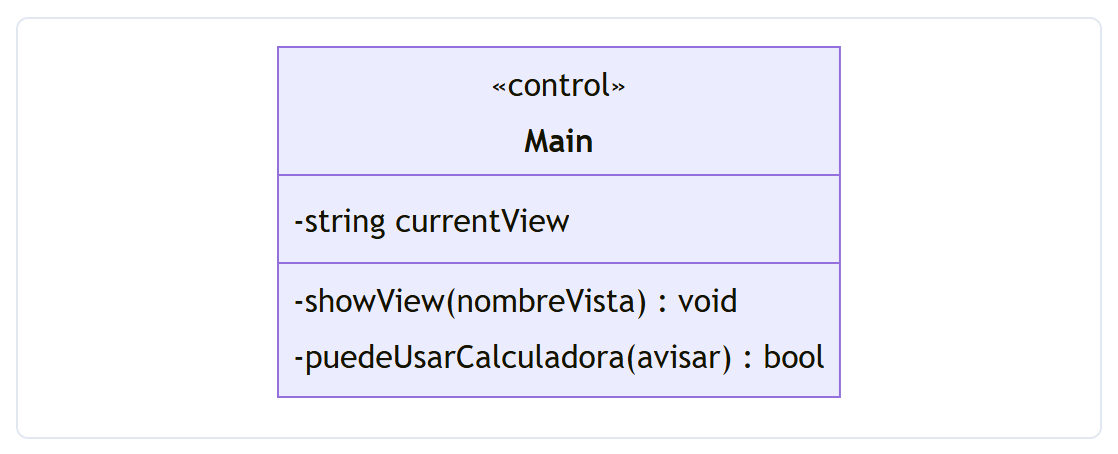 «control»
Main
-string currentView
-showView(nombreVista) : void
-puedeUsarCalculadora(avisar) : bool